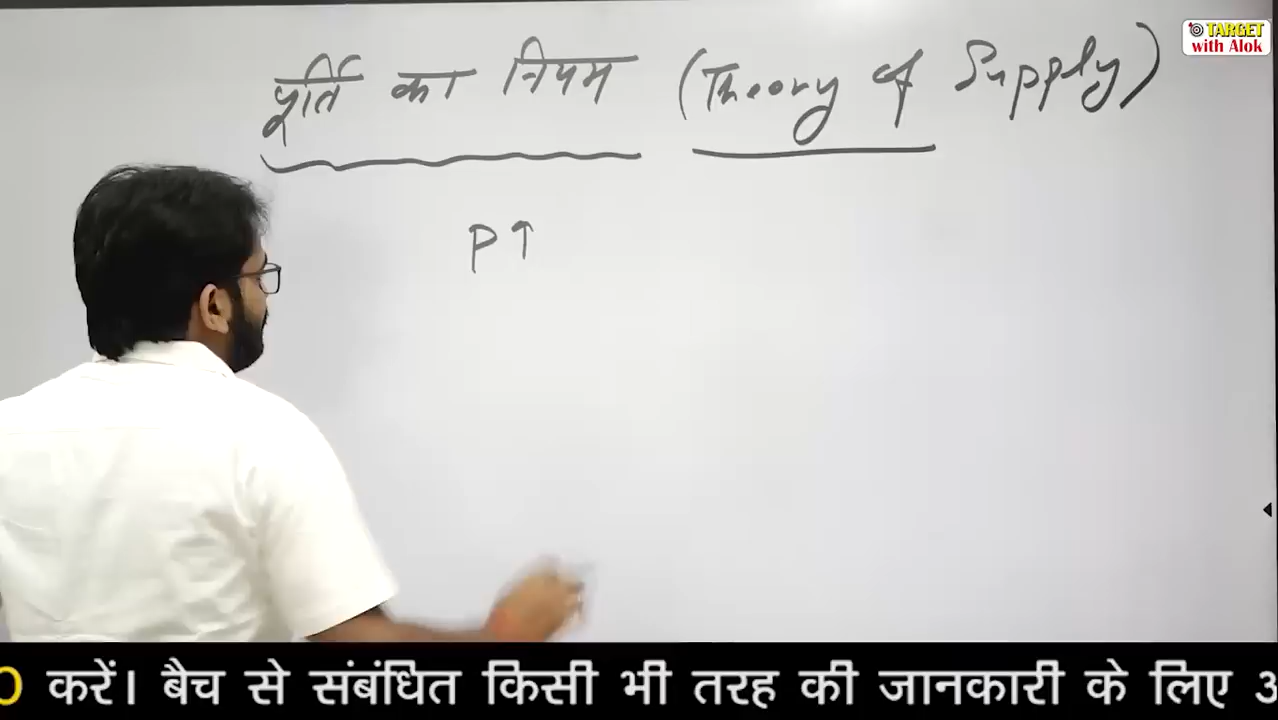 TARGET
with Alok
पूर्ति का नियम (Theory of Supply)
P↑
करें। बैच से संबंधित किसी भी तरह की जानकारी के लिए